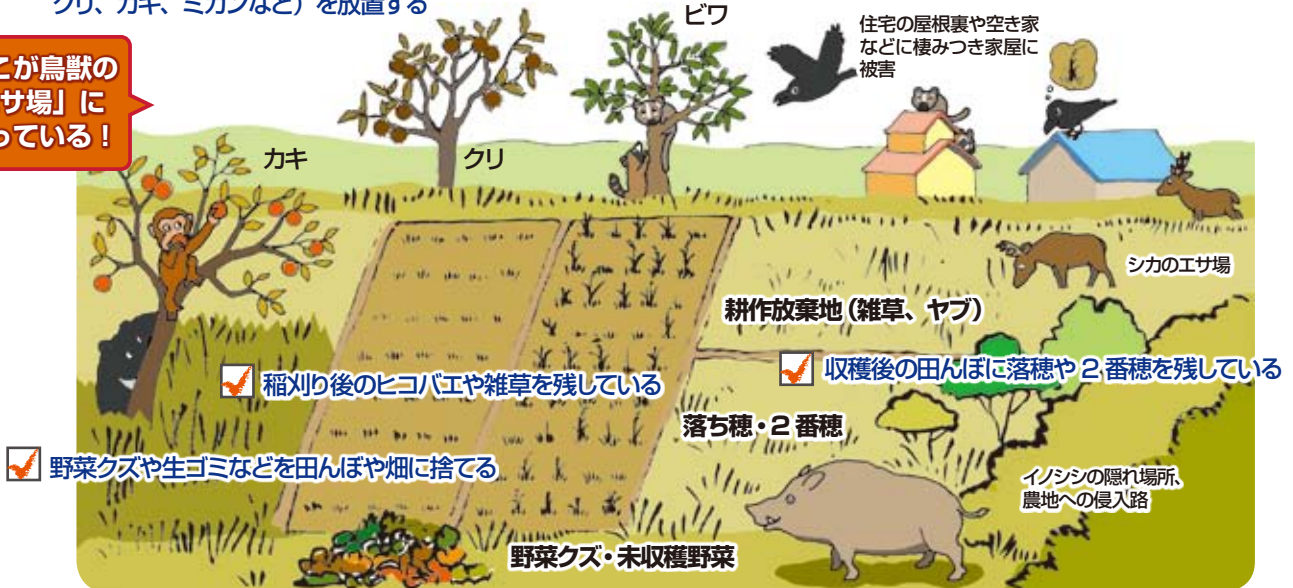 クリ、カキ、ミカンなど）を放置する
こが鳥獣の
サ場」に
っている！
ビワ
住宅の屋根裏や空き家
などに棲みつき家屋に
被害
カキ
クリ
シカのエサ場
耕作放棄地（雑草、ヤブ）
稲刈り後のヒコバエや雑草を残している
収穫後の田んぼに落穂や２番穂を残している
落ち穂・２番穂
野菜クズや生ゴミなどを田んぼや畑に捨てる
イノシシの隠れ場所、
農地への侵入路
野菜クズ・未収穫野菜